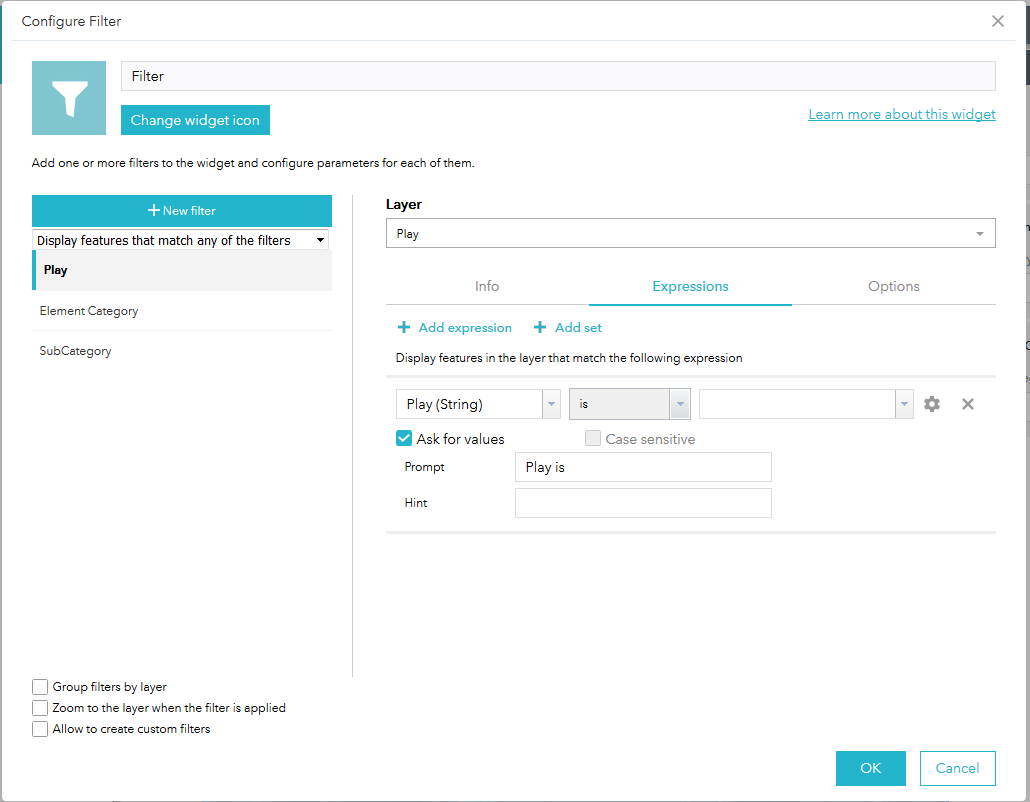 Configure Filter
Filter
Change widget icon
Learn more about this widget
Add one or more filters to the widget and configure parameters for each of them.
New filter
Display features that match any of the filters
Play
Element Category
SubCategory
Layer
Play
Info Expressions Options
Add expression Add set
Display features in the layer that match the following expression
Play (String) is
Ask for values Case sensitive
Prompt Play is
Hint
Group filters by layer
Zoom to the layer when the filter is applied
Allow to create custom filters
OK Cancel